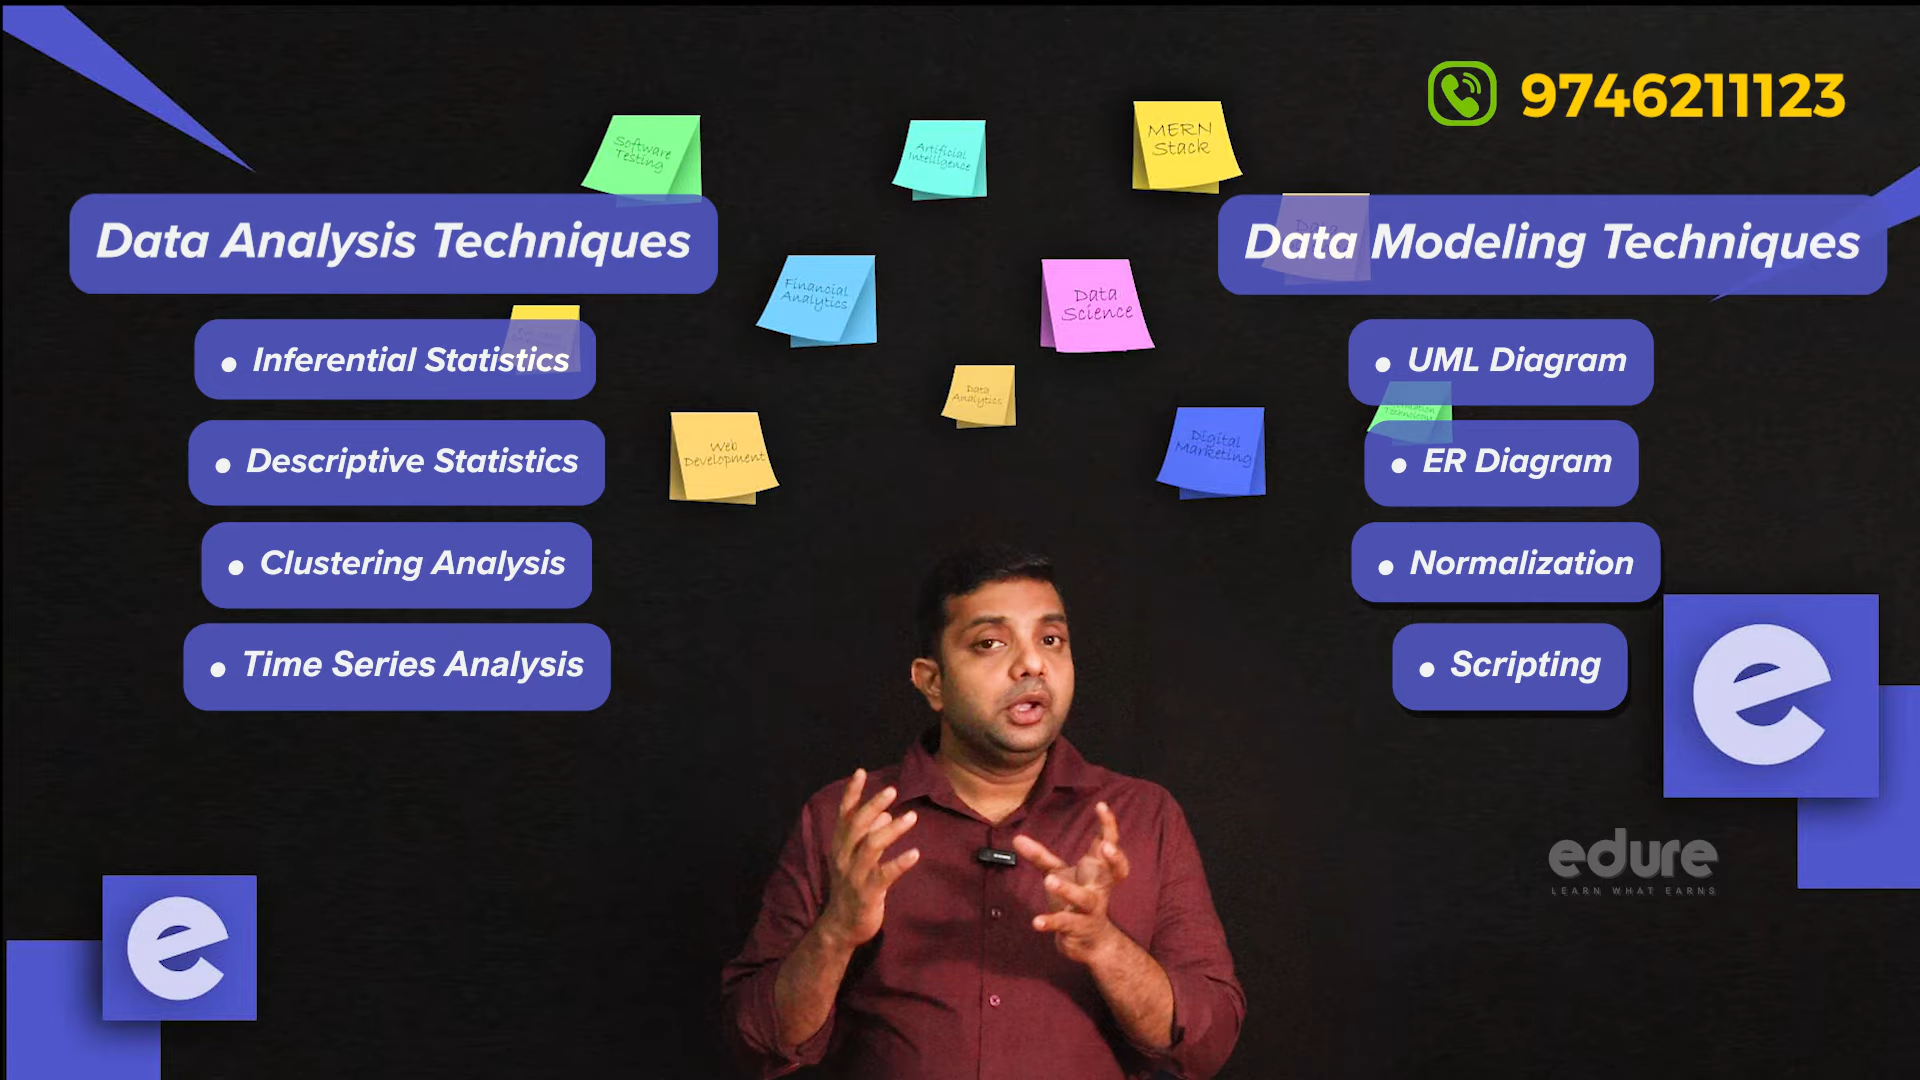 9746211123
Software
Testing
Artificial
Intelligence
MERN
Stack
Data Analysis Techniques
Data
Data Modeling Techniques
Financial
Analytics
Data
Science
Inferential Statistics
UML Diagram
Data
Analytics
Technology
Web
Development
Digital
Marketing
Descriptive Statistics
ER Diagram
Clustering Analysis
Normalization
Time Series Analysis
Scripting
e
edure
LEARN WHAT EARNS
e